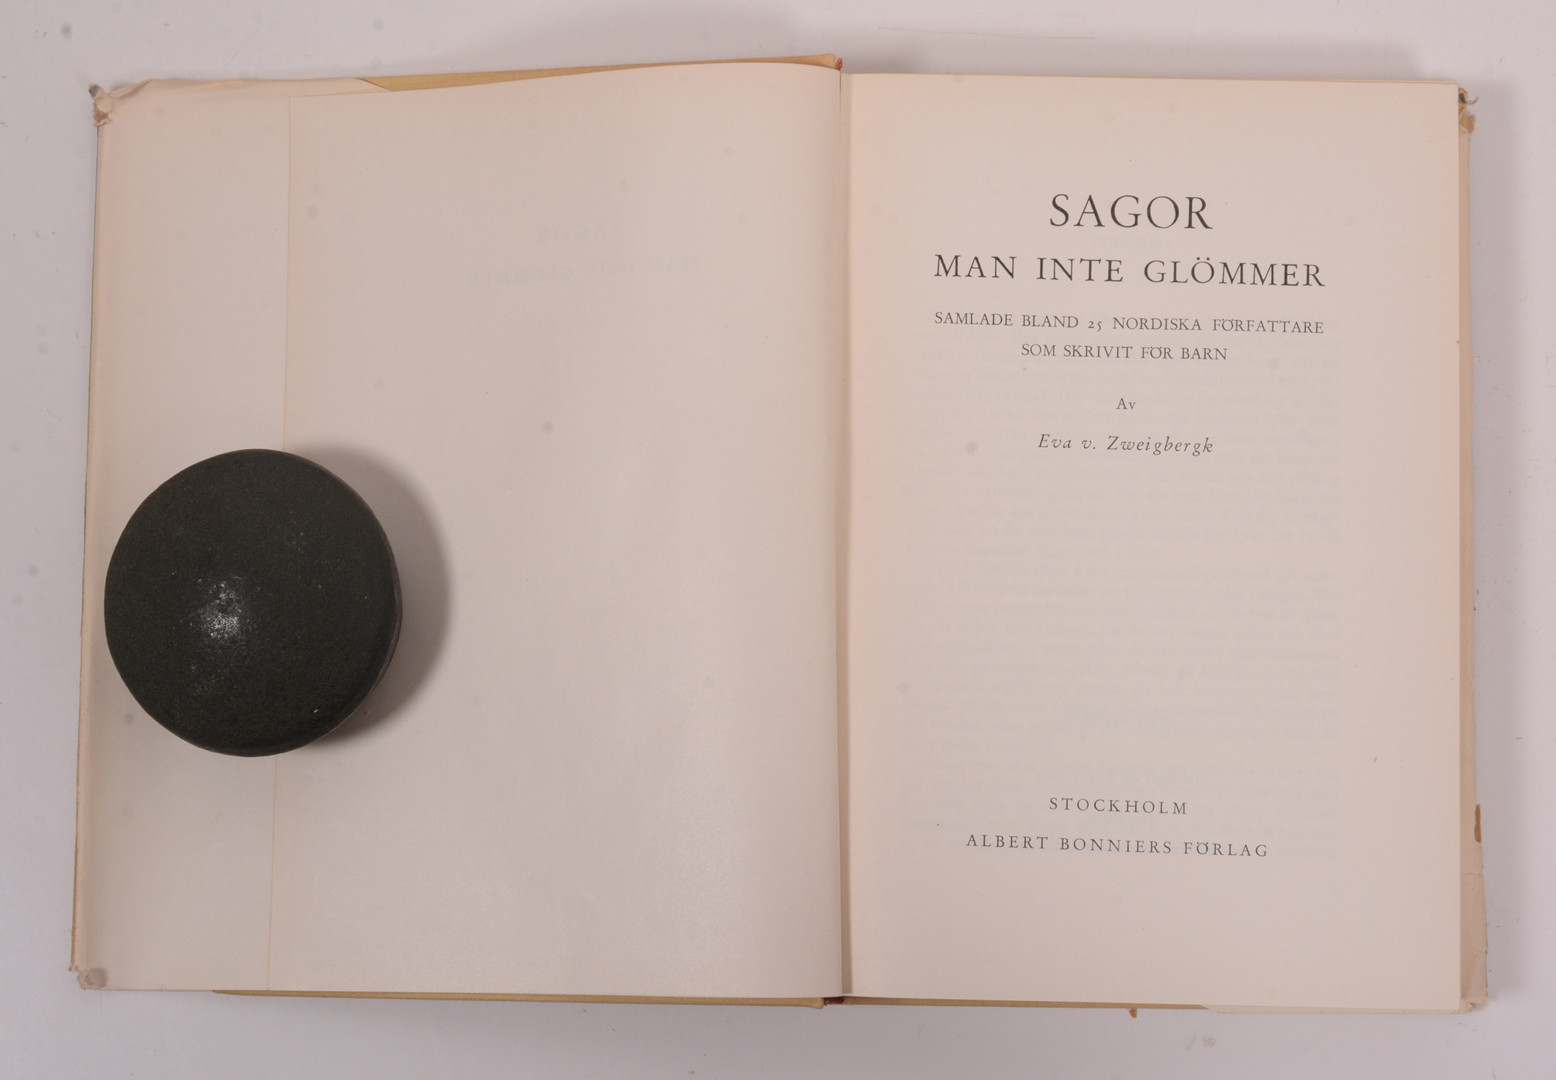 SAGOR
MAN INTE GLÖMMER
SAMLADE BLAND 25 NORDISKA FÖRFATTARE
SOM SKRIVIT FÖR BARN
Av
Eva v. Zweigbergk
STOCKHOLM
ALBERT BONNIERS FÖRLAG